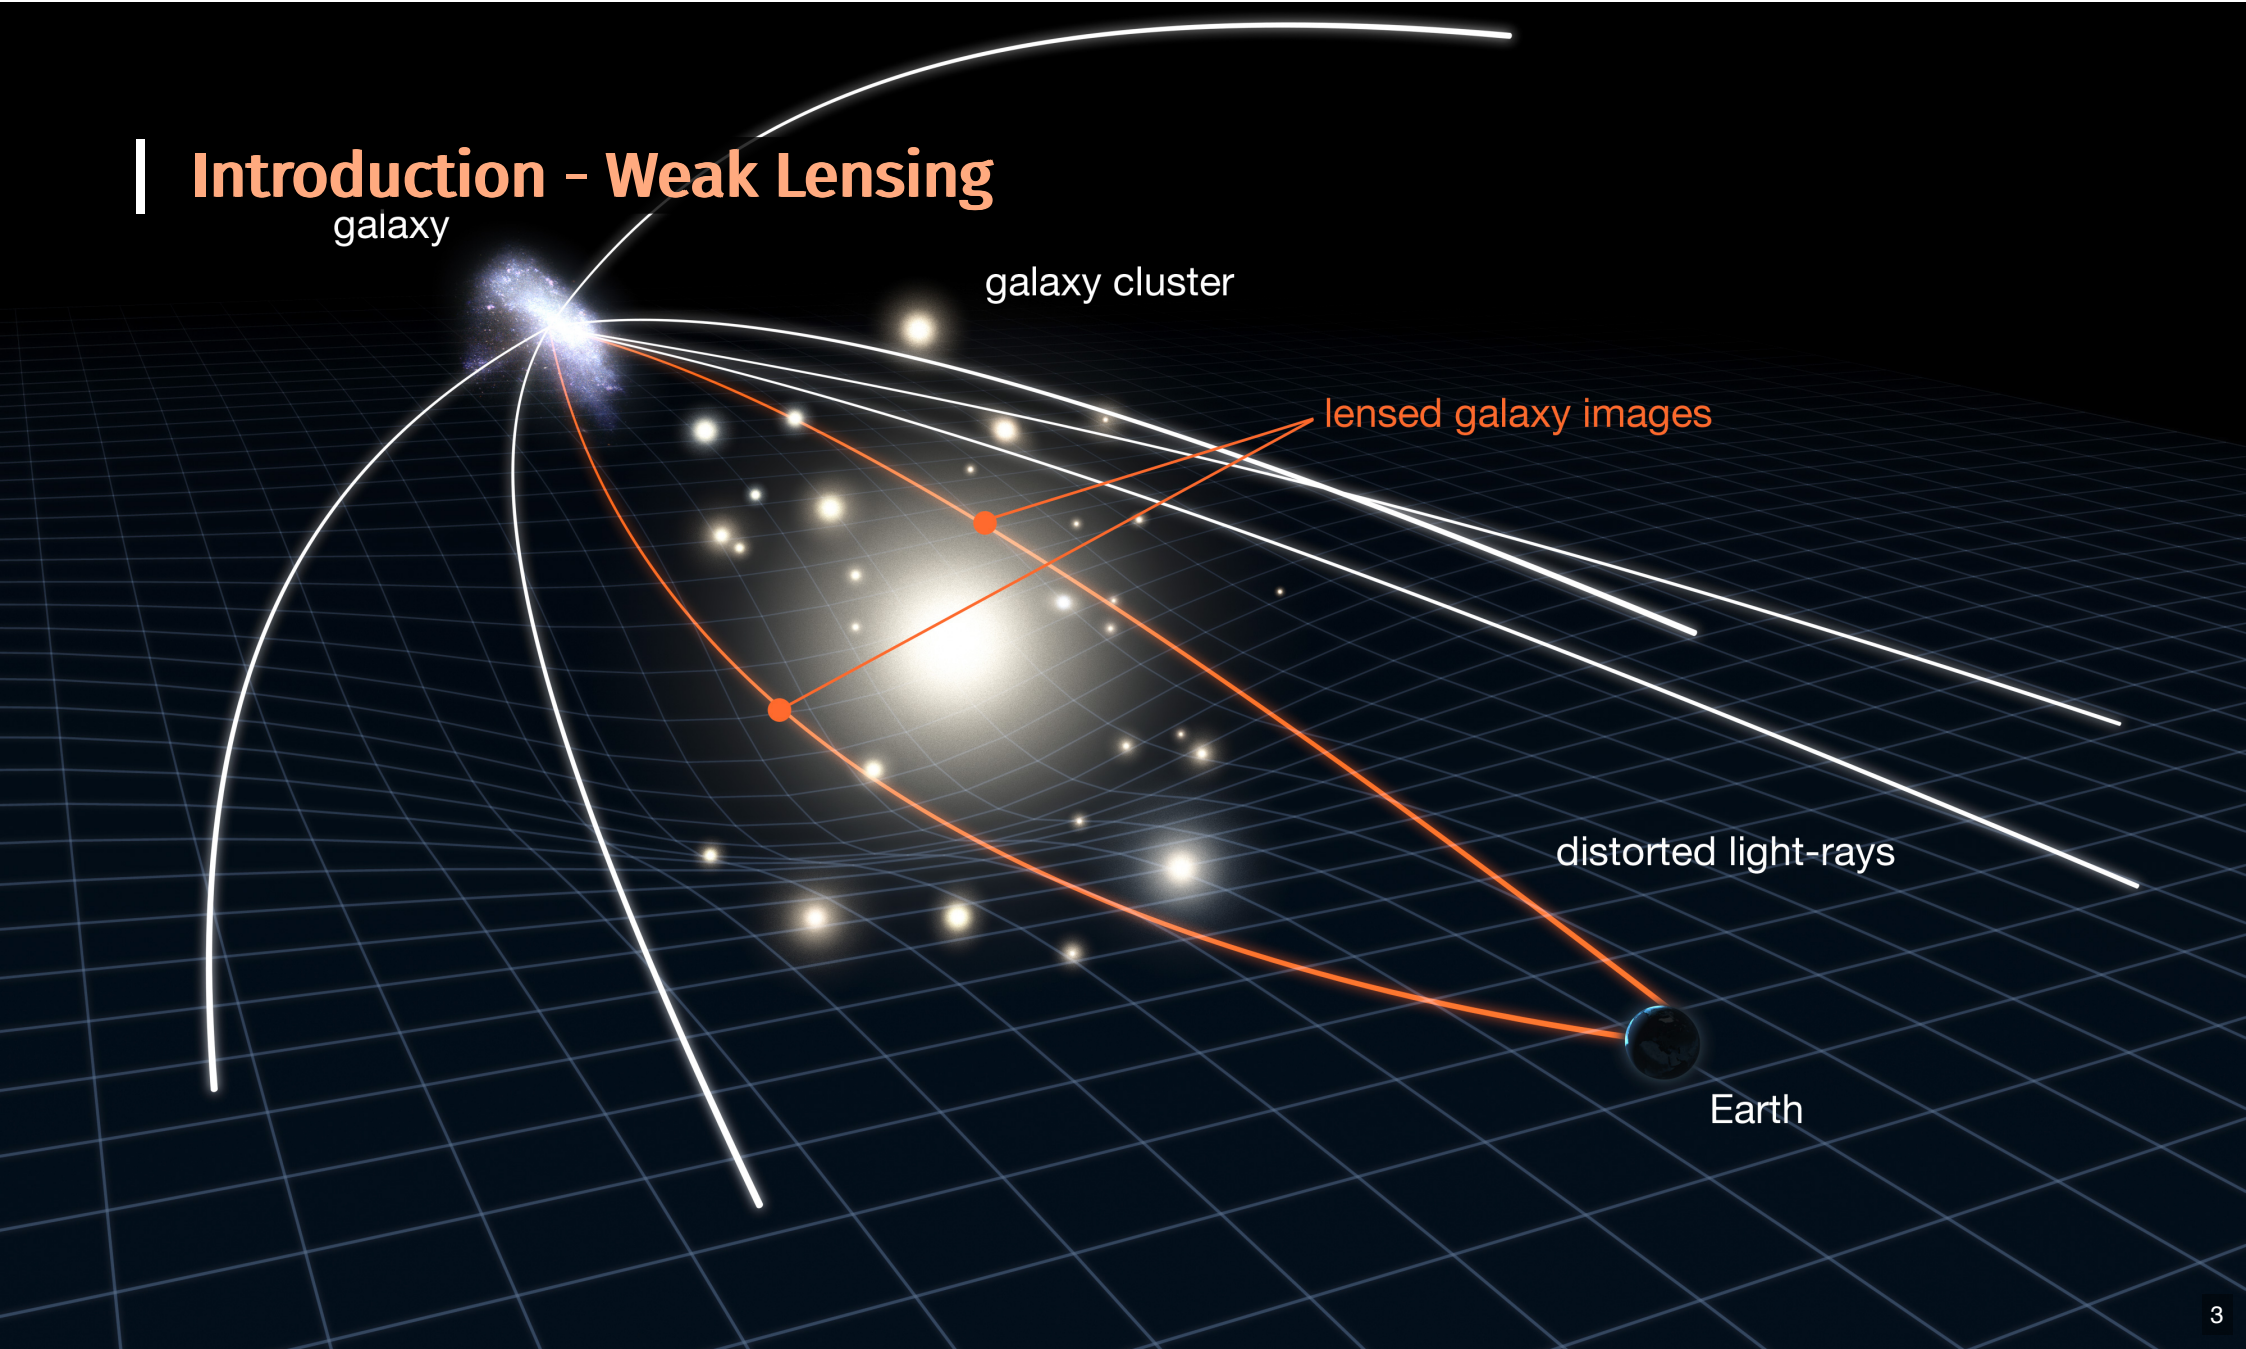 Introduction - Weak Lensing
galaxy
galaxy cluster
lensed galaxy images
distorted light-rays
Earth
3